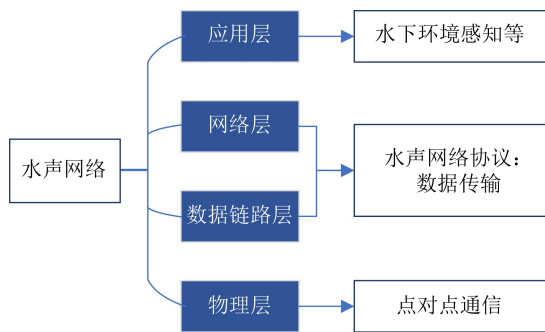 应用层
水下环境感知等
网络层
水声网络
水声网络协议：
数据传输
数据链路层
物理层
点对点通信